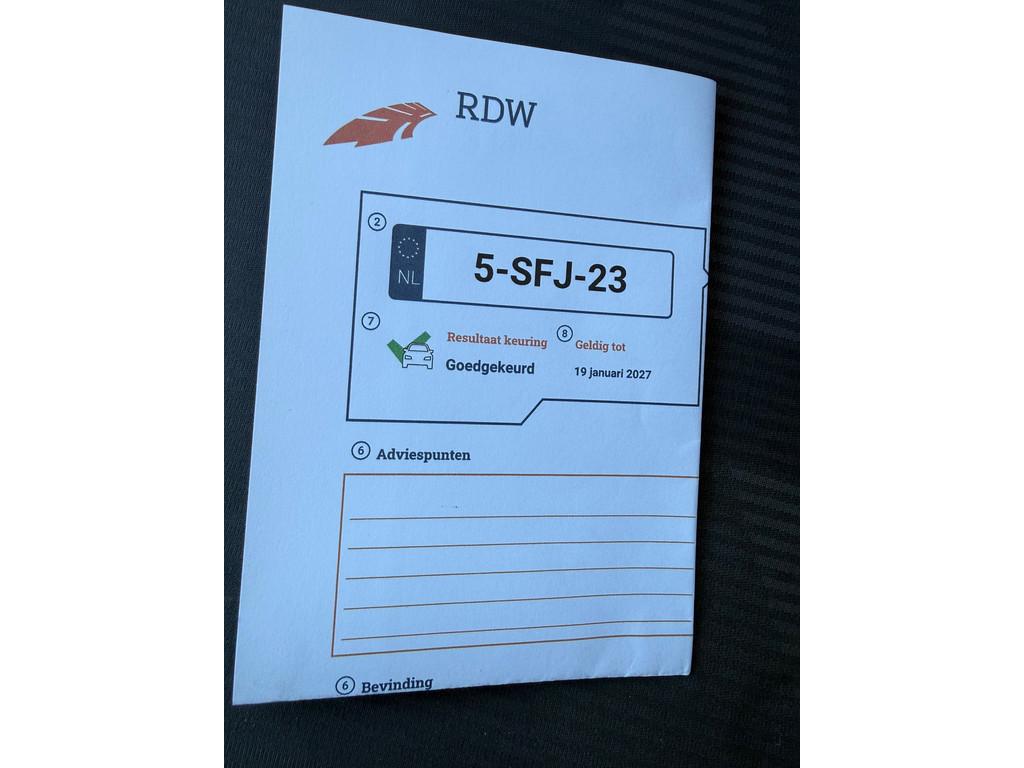 RDW
2
NL
5-SFJ-23
7
Resultaat keuring
8
Geldig tot
Goedgekeurd
19 januari 2027
6 Adviespunten
6 Bevinding